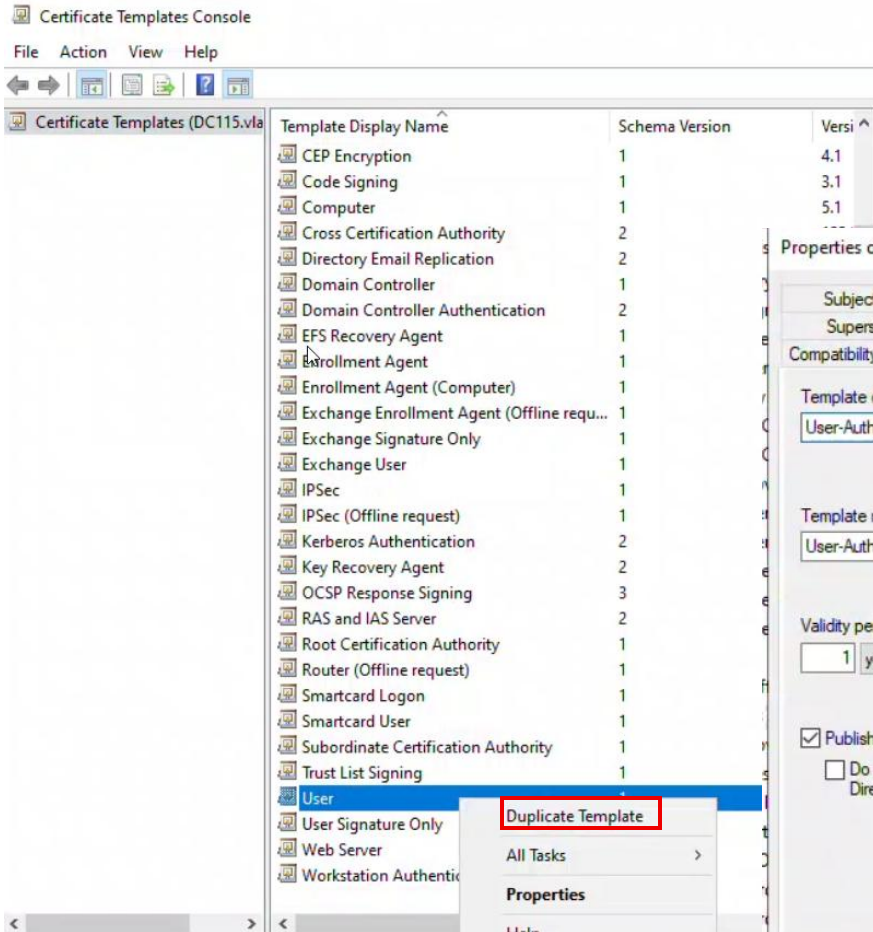 Certificate Templates Console
File Action View Help
Certificate Templates (DC115.vla
Template Display Name Schema Version Versi
CEP Encryption 1 4.1
Code Signing 1 3.1
Computer 1 5.1
Cross Certification Authority 2
Directory Email Replication 2
Domain Controller 1
Domain Controller Authentication 2
EFS Recovery Agent 1
Enrollment Agent 1
Enrollment Agent (Computer) 1
Exchange Enrollment Agent (Offline requ... 1
Exchange Signature Only 1
Exchange User 1
IPSec 1
IPSec (Offline request) 1
Kerberos Authentication 2
Key Recovery Agent 2
OCSP Response Signing 3
RAS and IAS Server 2
Root Certification Authority 1
Router (Offline request) 1
Smartcard Logon 1
Smartcard User 1
Subordinate Certification Authority 1
Trust List Signing 1
User
User Signature Only
Web Server
Workstation Authentic
Duplicate Template
All Tasks
Properties
Properties o
Subject
Supers
Compatibility
Template
User-Auth
Template
User-Auth
Validity pe
1 y
Publish
Do
Dire